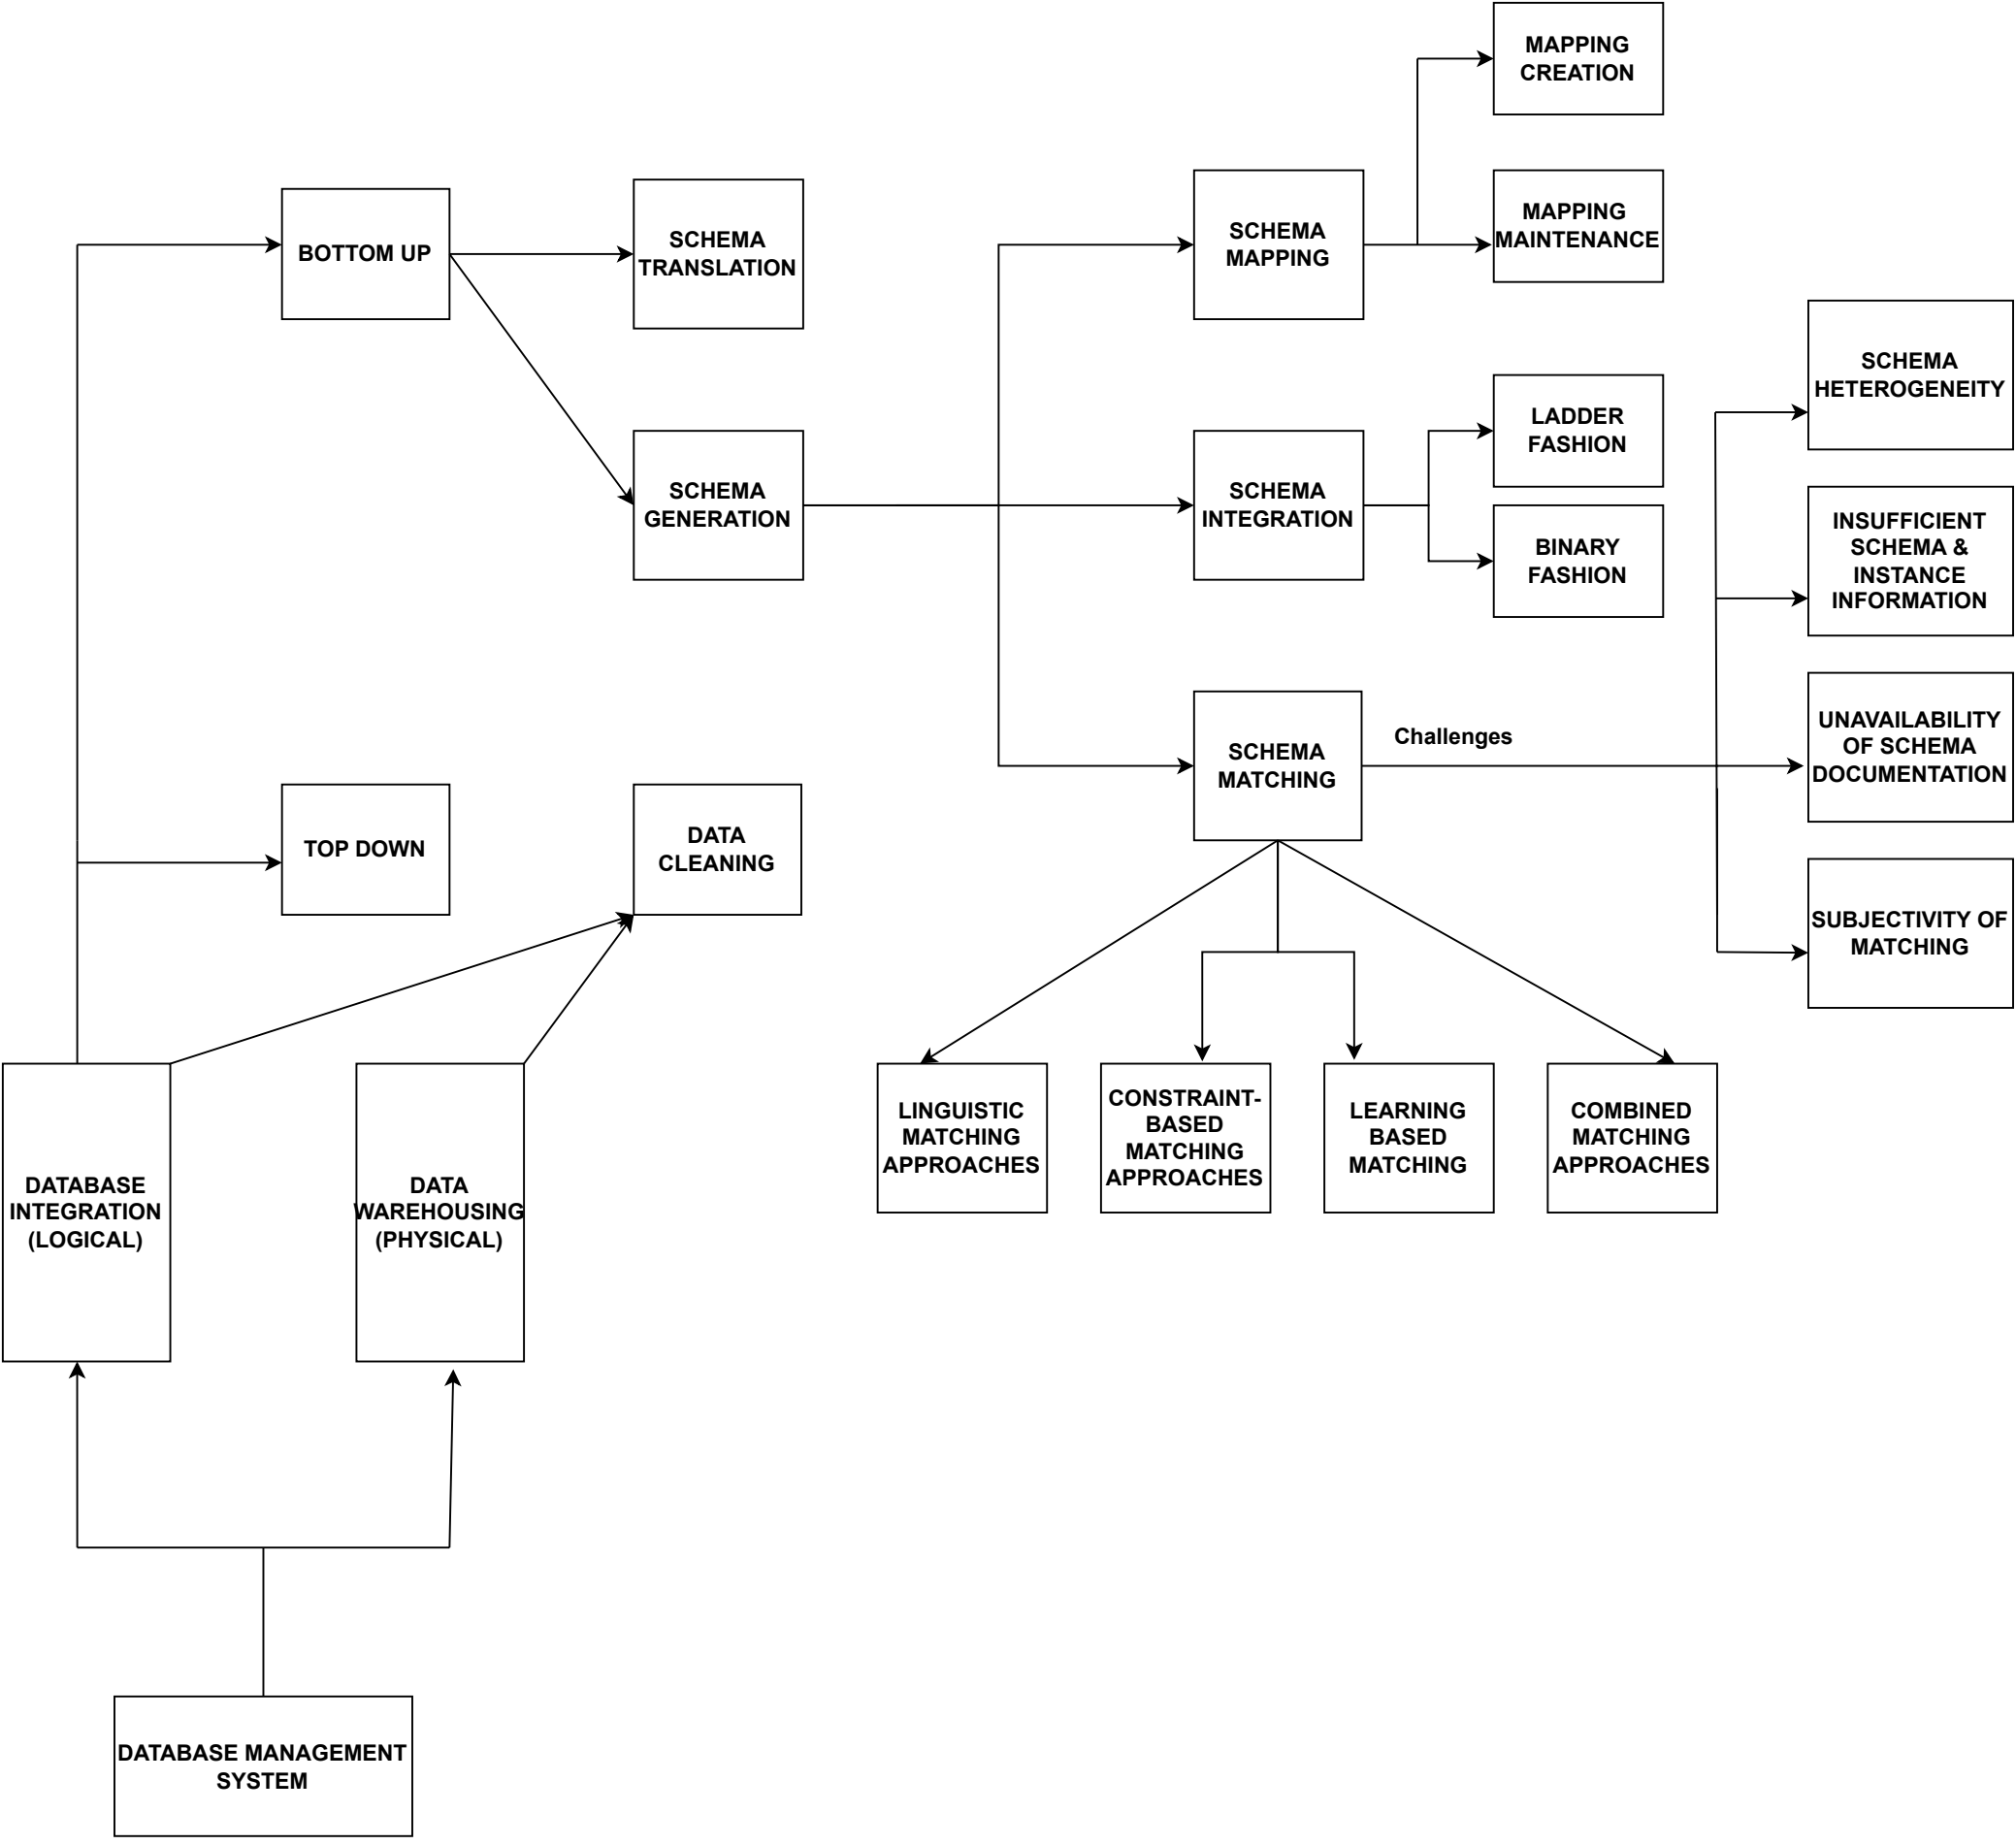 MAPPING
CREATION
MAPPING
MAINTENANCE
BOTTOM UP
SCHEMA
TRANSLATION
SCHEMA
MAPPING
SCHEMA
HETEROGENEITY
LADDER
FASHION
SCHEMA
GENERATION
SCHEMA
INTEGRATION
BINARY
FASHION
INSUFFICIENT
SCHEMA &
INSTANCE
INFORMATION
Challenges
SCHEMA
MATCHING
UNAVAILABILITY
OF SCHEMA
DOCUMENTATION
TOP DOWN
DATA
CLEANING
SUBJECTIVITY OF
MATCHING
LINGUISTIC
MATCHING
APPROACHES
CONSTRAINT-
BASED
MATCHING
APPROACHES
LEARNING
BASED
MATCHING
COMBINED
MATCHING
APPROACHES
DATABASE
INTEGRATION
(LOGICAL)
DATA
WAREHOUSING
(PHYSICAL)
DATABASE MANAGEMENT
SYSTEM